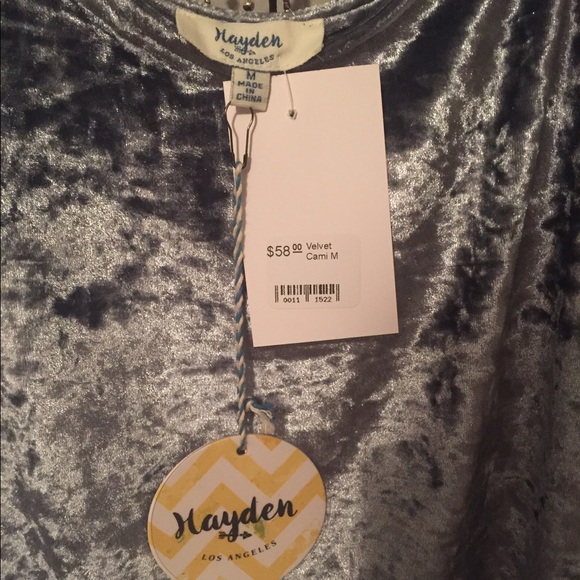 Hayden
LOS ANGELES
M
MADE
IN
CHINA
$58.00 Velvet
Cami M
0011 1522
Hayden
LOS ANGELES